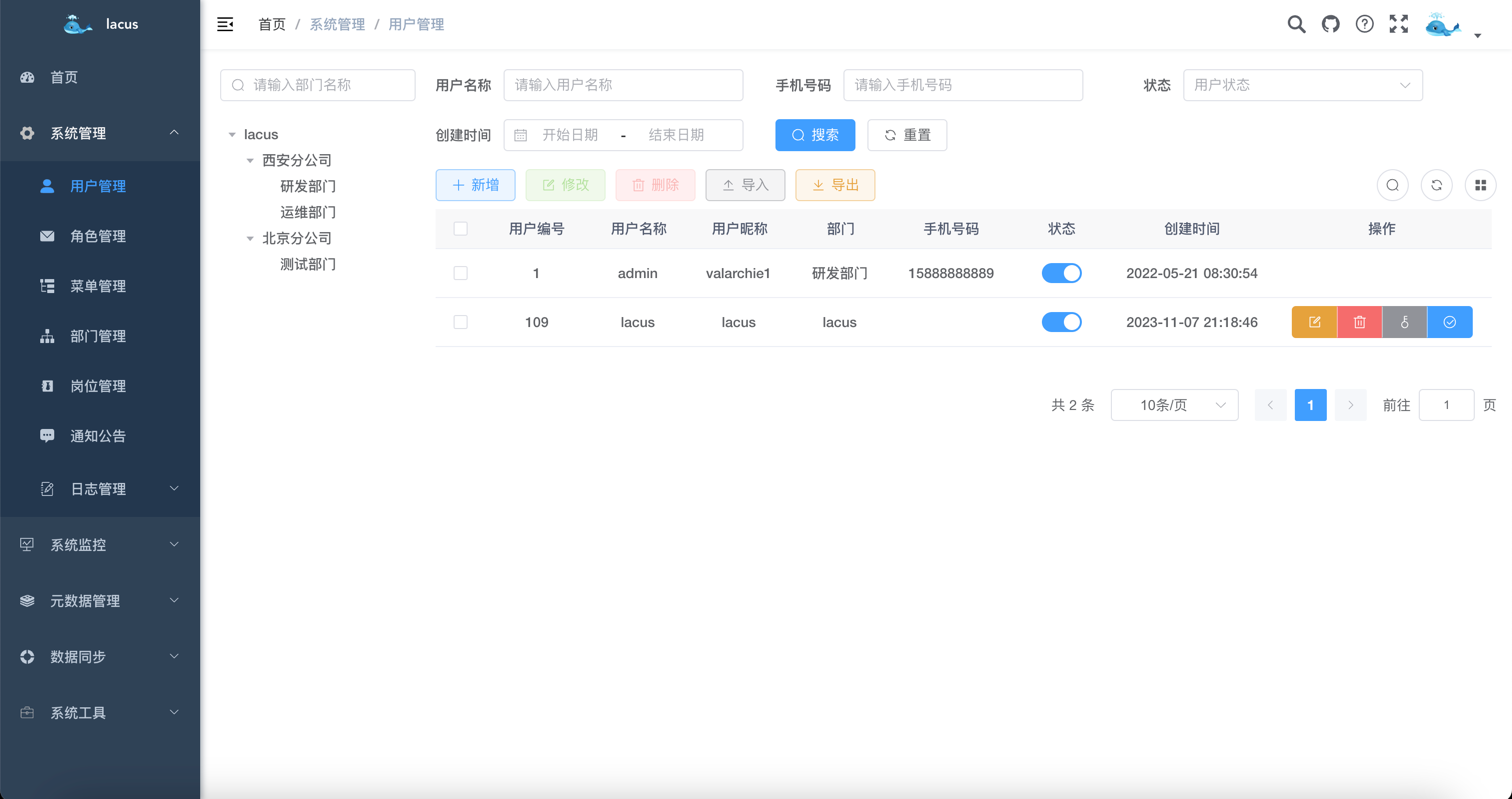 lacus
首页
系统管理
用户管理
角色管理
菜单管理
部门管理
岗位管理
通知公告
日志管理
系统监控
元数据管理
数据同步
系统工具
首页 / 系统管理 / 用户管理
请输入部门名称
lacus
西安分公司
研发部门
运维部门
北京分公司
测试部门
用户名称 请输入用户名称 手机号码 请输入手机号码 状态 用户状态
创建时间 开始日期 - 结束日期 搜索 重置
新增 修改 删除 导入 导出
用户编号 用户名称 用户昵称 部门 手机号码 状态 创建时间 操作
1 admin valarchie1 研发部门 15888888889 2022-05-21 08:30:54
109 lacus lacus lacus 2023-11-07 21:18:46
共 2 条 10条/页 1 前往 1 页